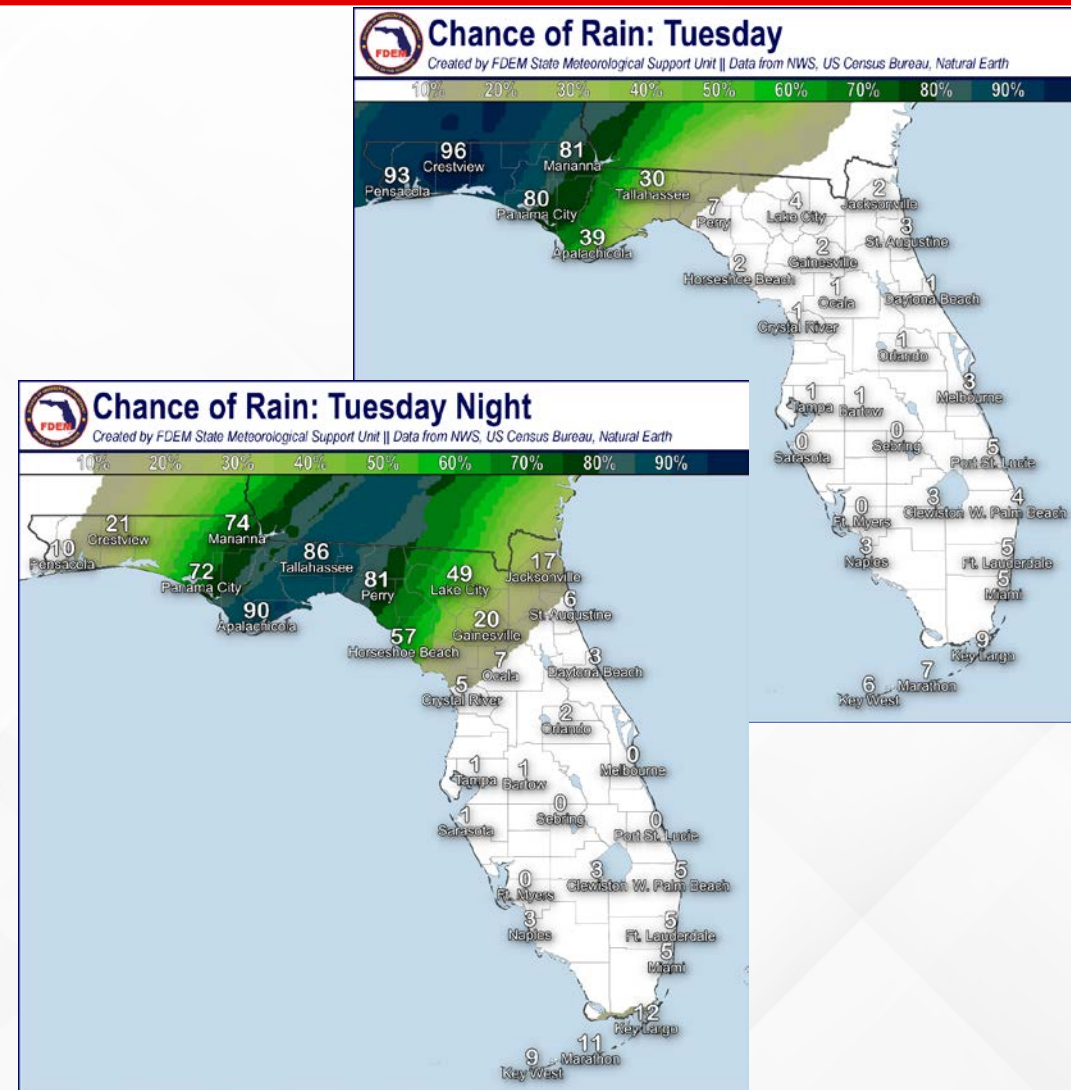 FDEM
Chance of Rain: Tuesday
Created by FDEM State Meteorological Support Unit || Data from NWS, US Census Bureau, Natural Earth
10% 20% 30% 40% 50% 60% 70% 80% 90%
96
Crestview
81
Marianna
93
Pensacola
30
Tallahassee
80
Panama City
7
Perry
4
Lake City
2
Jacksonville
39
Apalachicola
3
St. Augustine
2
Gainesville
2
Horseshoe Beach
1
Ocala
1
Daytona Beach
1
Crystal River
1
Orlando
3
Melbourne
1
Tampa
1
Bartow
0
Sarasota
0
Sebring
5
Port St. Lucie
0
Ft. Myers
3
Clewiston
4
W. Palm Beach
3
Naples
5
Ft. Lauderdale
5
Miami
9
Key Largo
7
Marathon
6
Key West
FDEM
Chance of Rain: Tuesday Night
Created by FDEM State Meteorological Support Unit || Data from NWS, US Census Bureau, Natural Earth
10% 20% 30% 40% 50% 60% 70% 80% 90%
21
Crestview
74
Marianna
10
Pensacola
86
Tallahassee
72
Panama City
81
Perry
49
Lake City
17
Jacksonville
90
Apalachicola
6
St. Augustine
20
Gainesville
57
Horseshoe Beach
7
Ocala
3
Daytona Beach
5
Crystal River
2
Orlando
0
Melbourne
1
Tampa
1
Bartow
1
Sarasota
0
Sebring
0
Port St. Lucie
0
Ft. Myers
3
Clewiston
5
W. Palm Beach
3
Naples
5
Ft. Lauderdale
5
Miami
12
Key Largo
11
Marathon
9
Key West